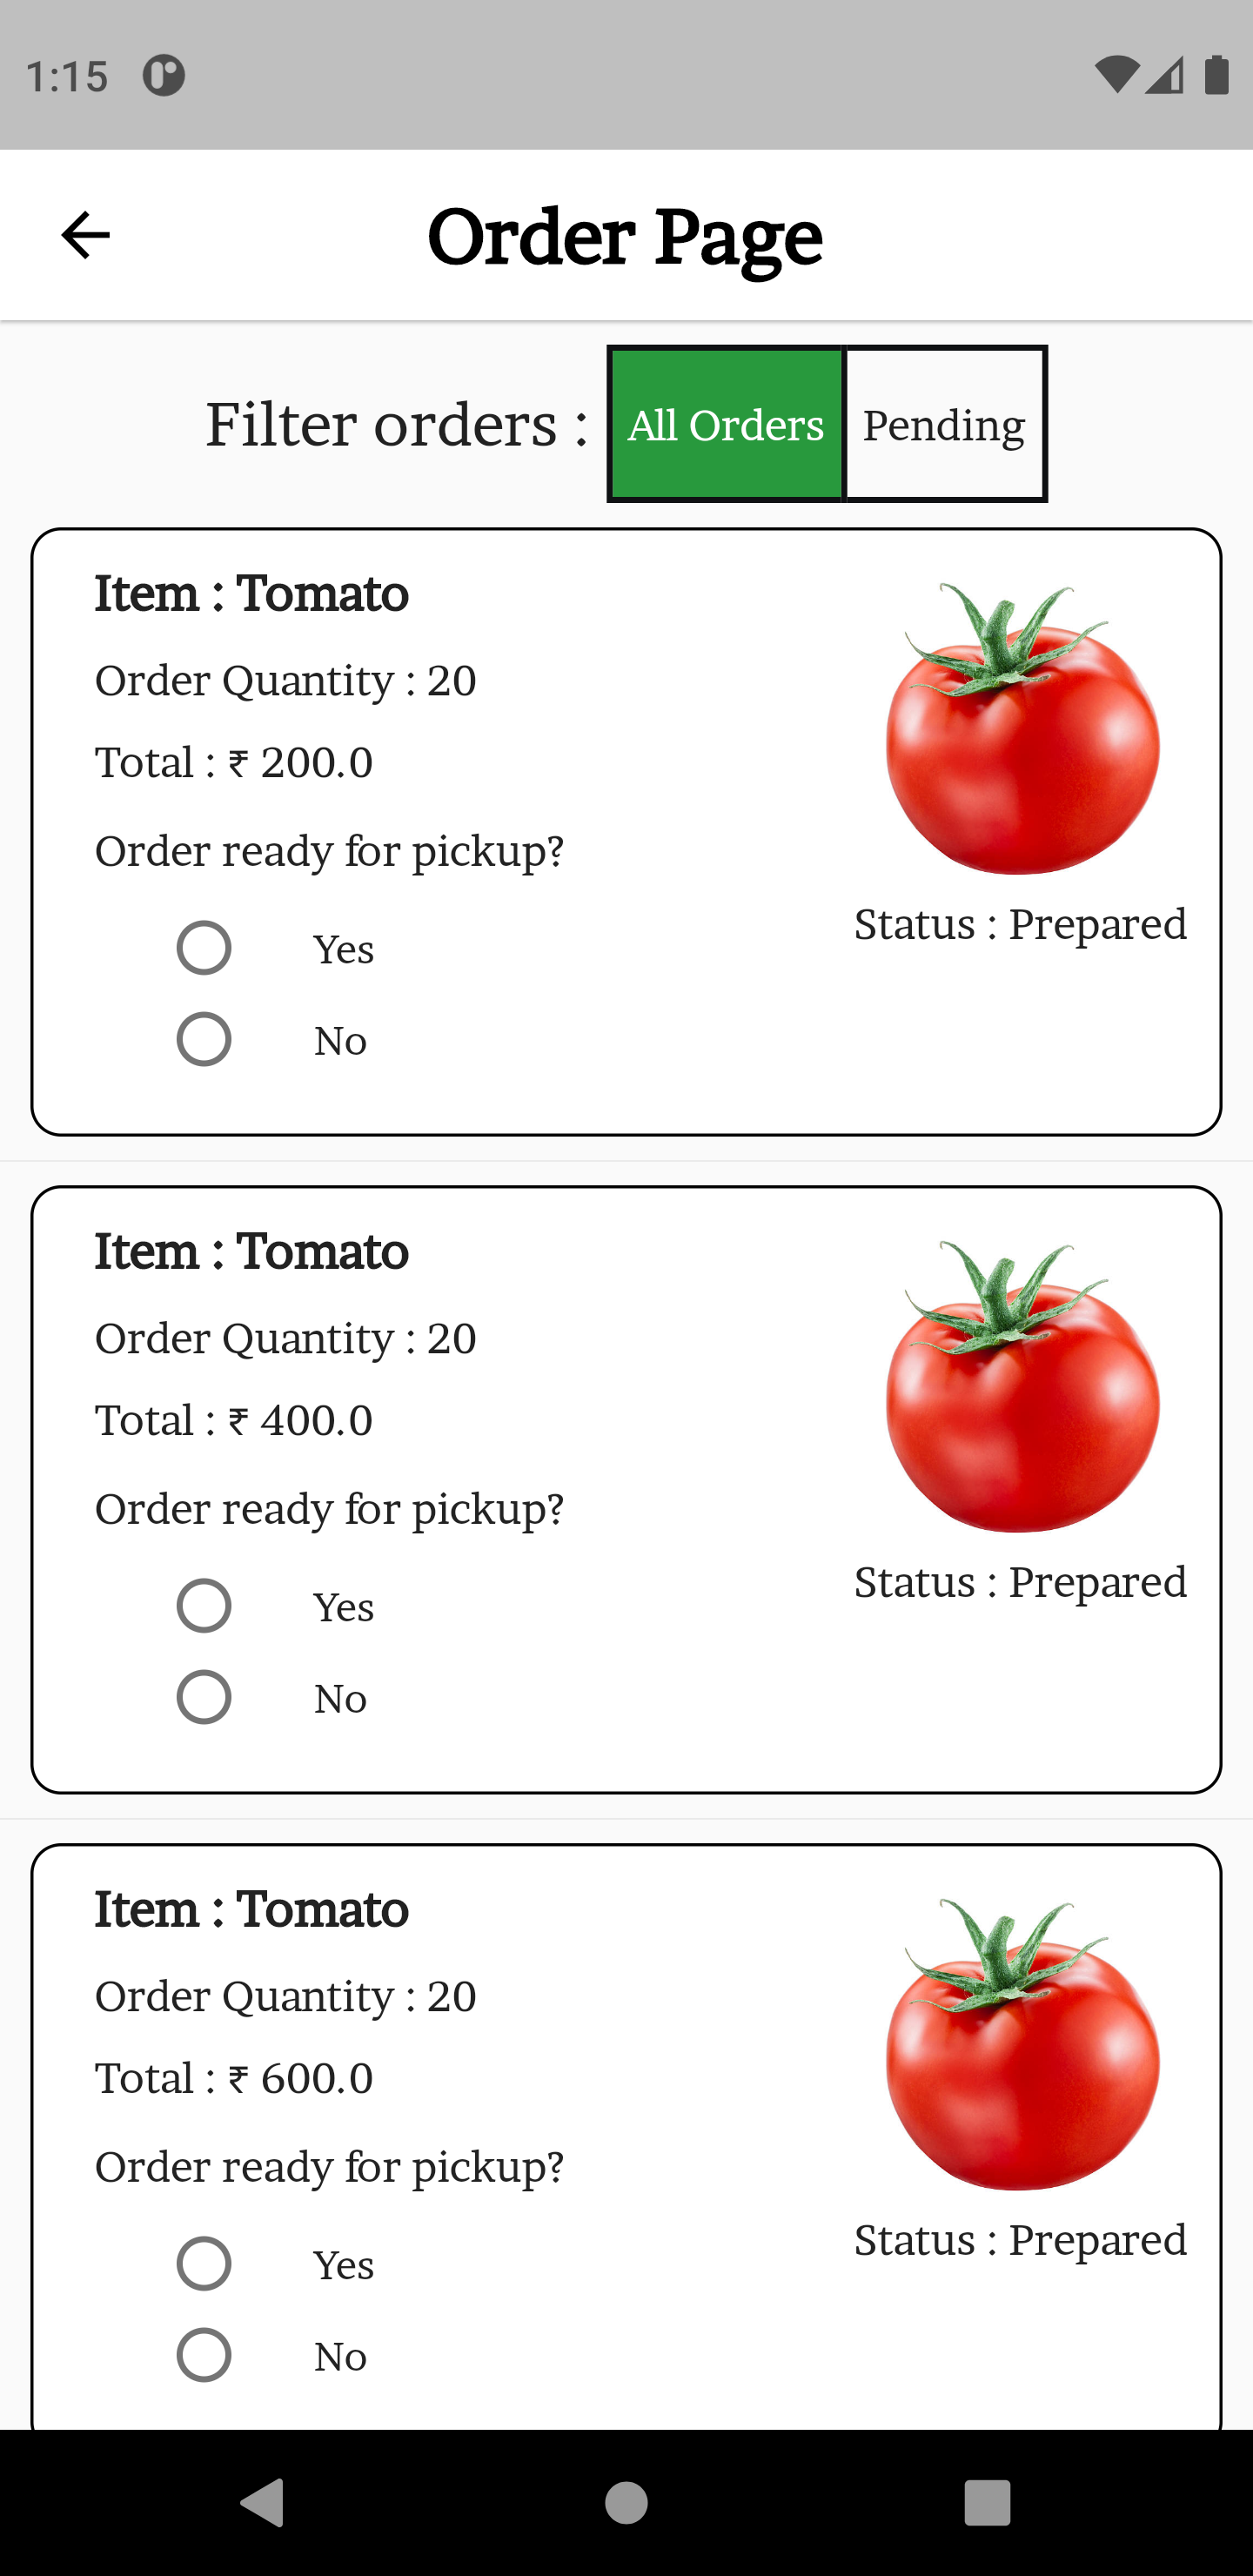 1:15
Order Page
Filter orders : All Orders Pending
Item : Tomato
Order Quantity : 20
Total : ₹ 200.0
Order ready for pickup?
Status : Prepared
Yes
No
Item : Tomato
Order Quantity : 20
Total : ₹ 400.0
Order ready for pickup?
Status : Prepared
Yes
No
Item : Tomato
Order Quantity : 20
Total : ₹ 600.0
Order ready for pickup?
Status : Prepared
Yes
No